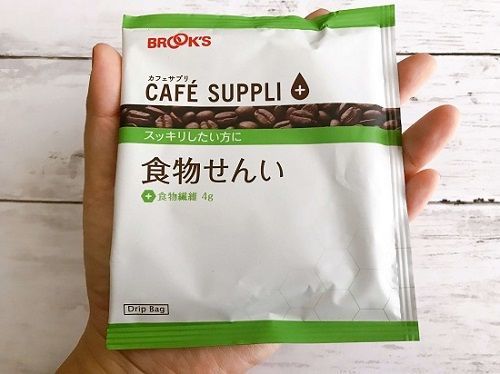 BROOK'S
カフェサプリ
CAFÉ SUPPLI +
スッキリしたい方に
食物せんい
+ 食物繊維 4g
Drip Bag